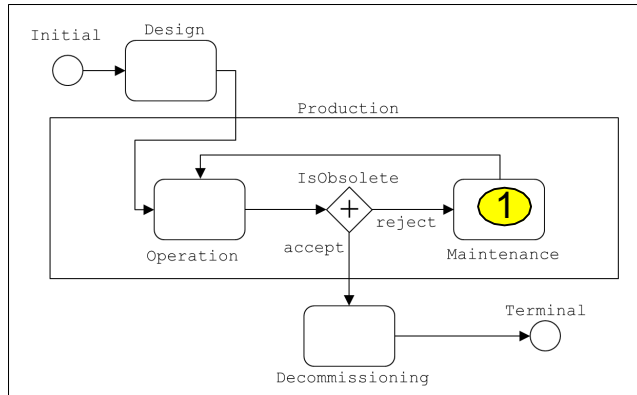 Initial
Design
Production
IsObsolete
reject
1
accept
Operation
Maintenance
Terminal
Decommissioning